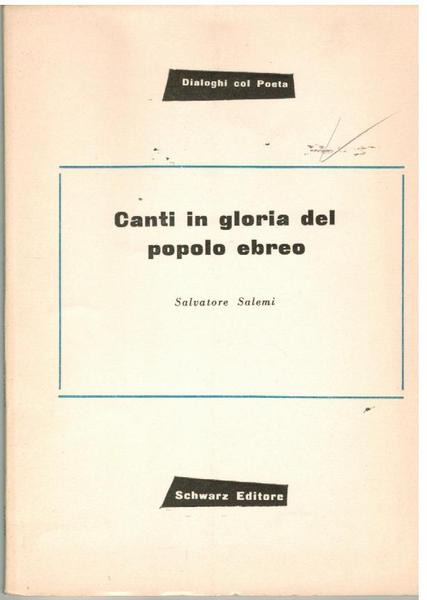 Dialoghi col Poeta
Canti in gloria del
popolo ebreo
Salvatore Salemi
Schwarz Editore